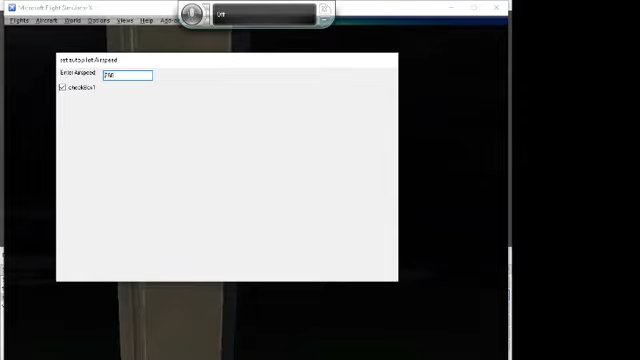 Microsoft Flight Simulator X
Flights Aircraft World Options Views Help
set autopilot Airspeed
Enter Airspeed
checkBox1